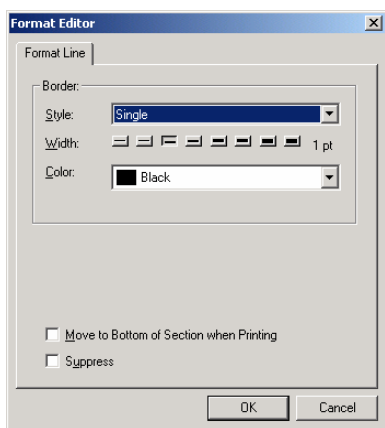 Format Editor
Format Line
Border:
Style: Single
Width: 1 pt
Color: Black
Move to Bottom of Section when Printing
Suppress
OK Cancel